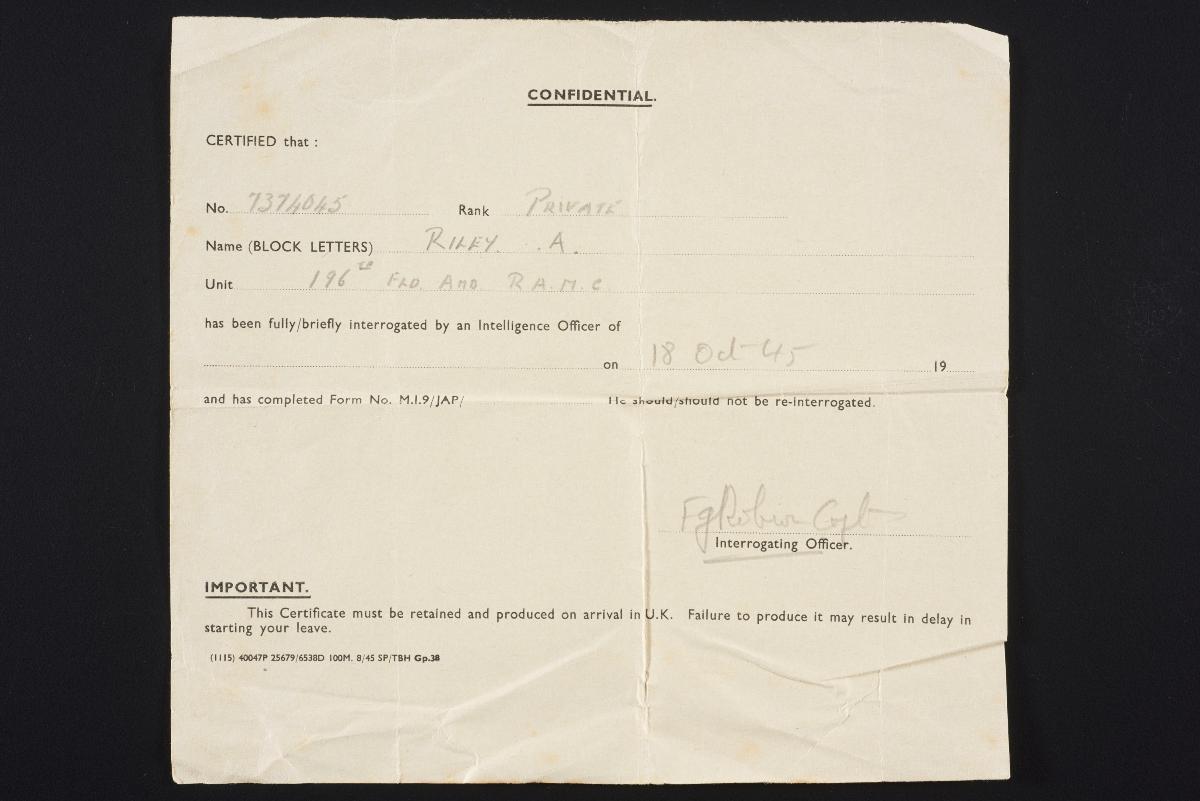 CONFIDENTIAL.
CERTIFIED that :
No. 7374045 Rank PRIVATE
Name (BLOCK LETTERS) RILEY. A.
Unit 196 FLD. AMB R.A.M.C
has been fully/briefly interrogated by an Intelligence Officer of
on 18 Oct 45 19
and has completed Form No. M.I.9/JAP/ He should/should not be re-interrogated.
Interrogating Officer.
IMPORTANT.
This Certificate must be retained and produced on arrival in U.K. Failure to produce it may result in delay in
starting your leave.
(1115) 40047P 25679/6538D 100M. 8/45 SP/TBH Gp.38